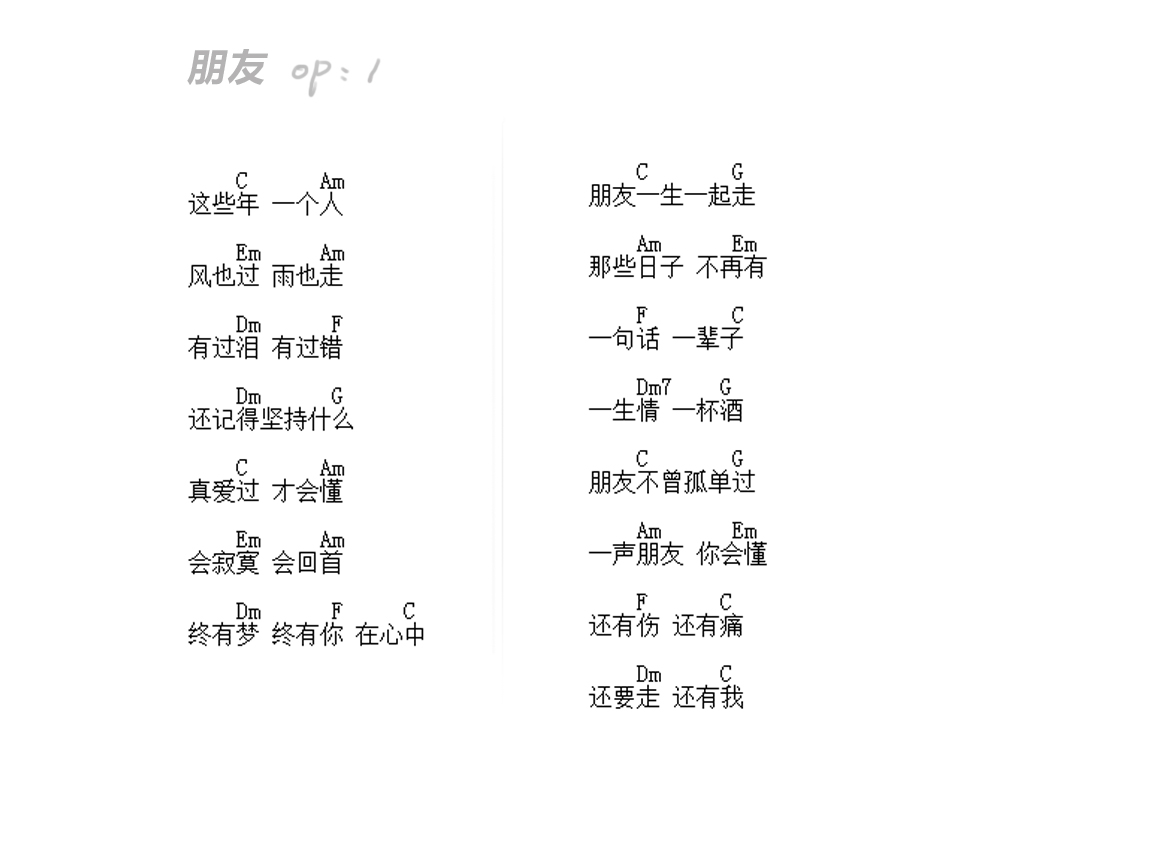 朋友 op:1
C Am
这些年 一个人
Em Am
风也过 雨也走
Dm F
有过泪 有过错
Dm G
还记得坚持什么
C Am
真爱过 才会懂
Em Am
会寂寞 会回首
Dm F C
终有梦 终有你 在心中
C G
朋友一生一起走
Am Em
那些日子 不再有
F C
一句话 一辈子
Dm7 G
一生情 一杯酒
C G
朋友不曾孤单过
Am Em
一声朋友 你会懂
F C
还有伤 还有痛
Dm C
还要走 还有我